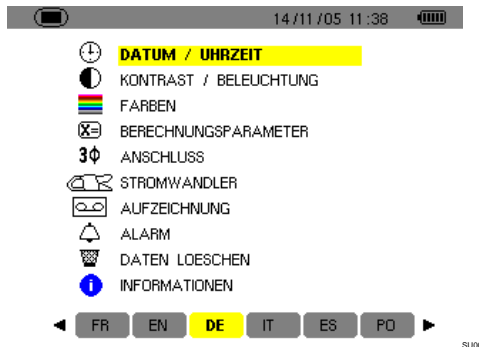 14/11/05 11:38
DATUM / UHRZEIT
KONTRAST / BELEUCHTUNG
FARBEN
X= BERECHNUNGSPARAMETER
3Φ ANSCHLUSS
STROMWANDLER
AUFZEICHNUNG
ALARM
DATEN LOESCHEN
i INFORMATIONEN
FR EN DE IT ES PO